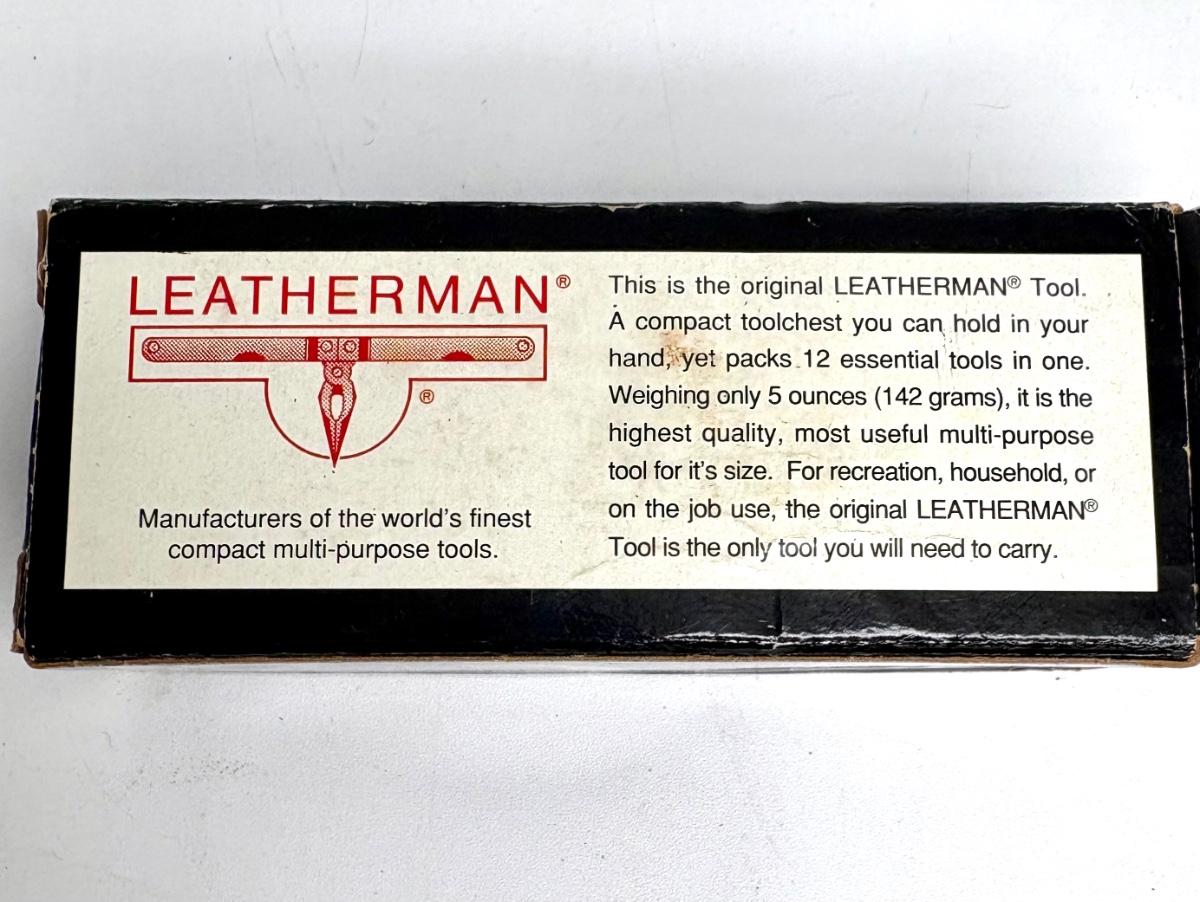 LEATHERMAN®
®
Manufacturers of the world's finest
compact multi-purpose tools.
This is the original LEATHERMAN® Tool.
A compact toolchest you can hold in your
hand, yet packs 12 essential tools in one.
Weighing only 5 ounces (142 grams), it is the
highest quality, most useful multi-purpose
tool for it's size. For recreation, household, or
on the job use, the original LEATHERMAN®
Tool is the only tool you will need to carry.